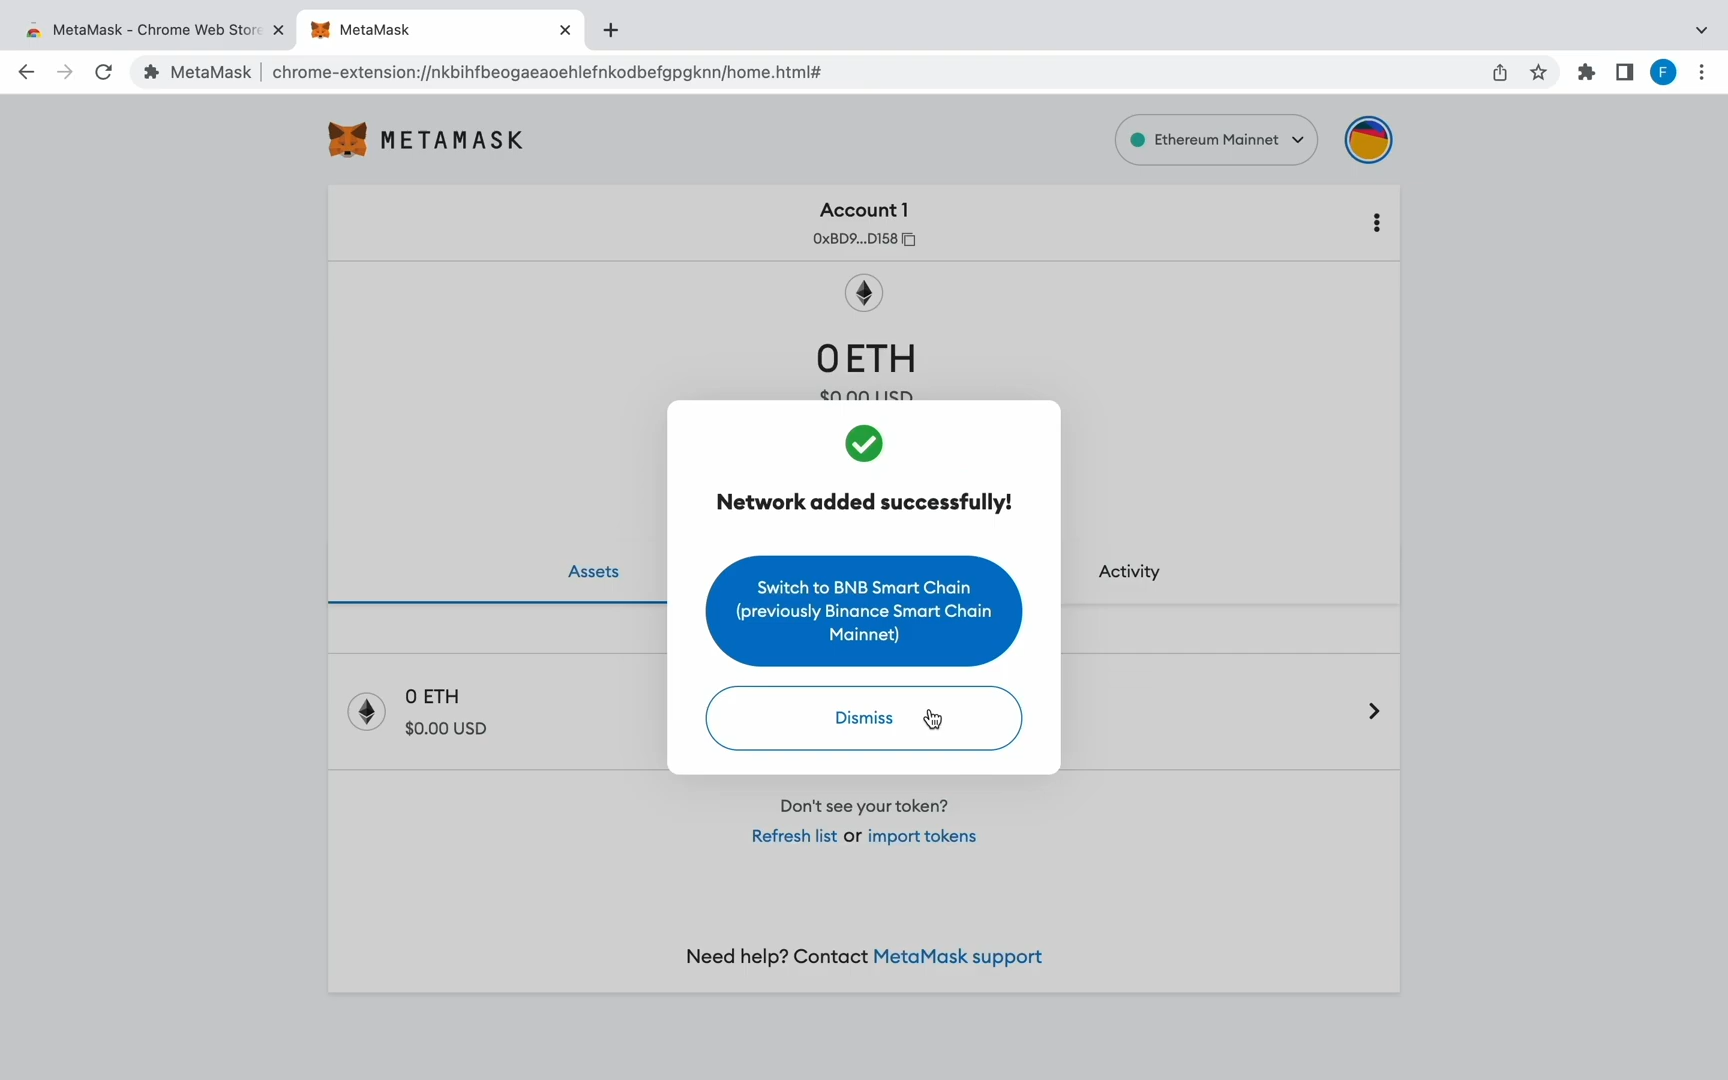 MetaMask - Chrome Web Store
MetaMask
MetaMask
chrome-extension://nkbihfbeogaeaoehlefnkodbefgpgknn/home.html#
F
METAMASK
Ethereum Mainnet
Account 1
0xBD9...D158
0 ETH
$0.00 USD
Network added successfully!
Switch to BNB Smart Chain
(previously Binance Smart Chain
Mainnet)
Dismiss
Assets
Activity
0 ETH
$0.00 USD
Don't see your token?
Refresh list or import tokens
Need help? Contact MetaMask support